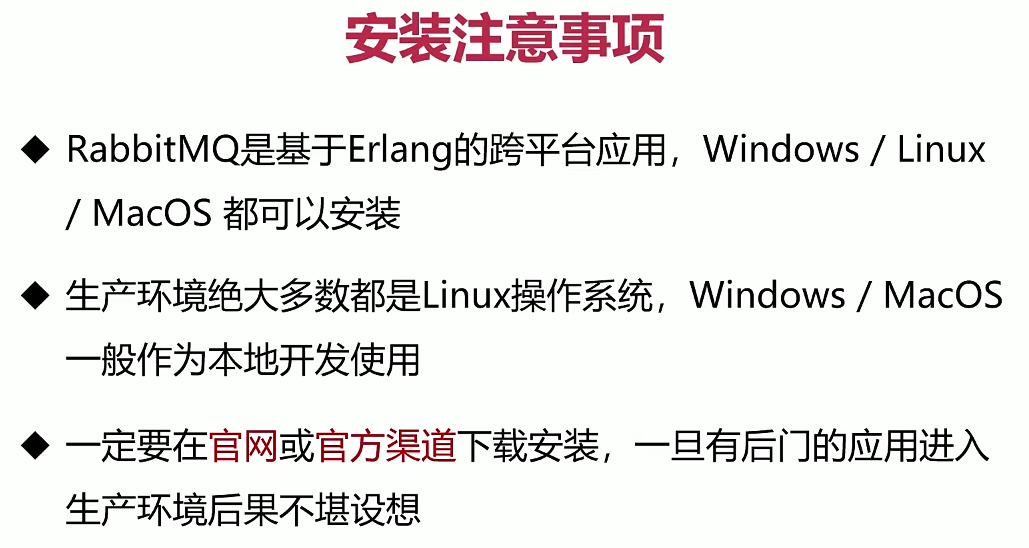 安装注意事项
◆ RabbitMQ是基于Erlang的跨平台应用，Windows / Linux
/ MacOS 都可以安装
◆ 生产环境绝大多数都是Linux操作系统，Windows / MacOS
一般作为本地开发使用
◆ 一定要在官网或官方渠道下载安装，一旦有后门的应用进入
生产环境后果不堪设想